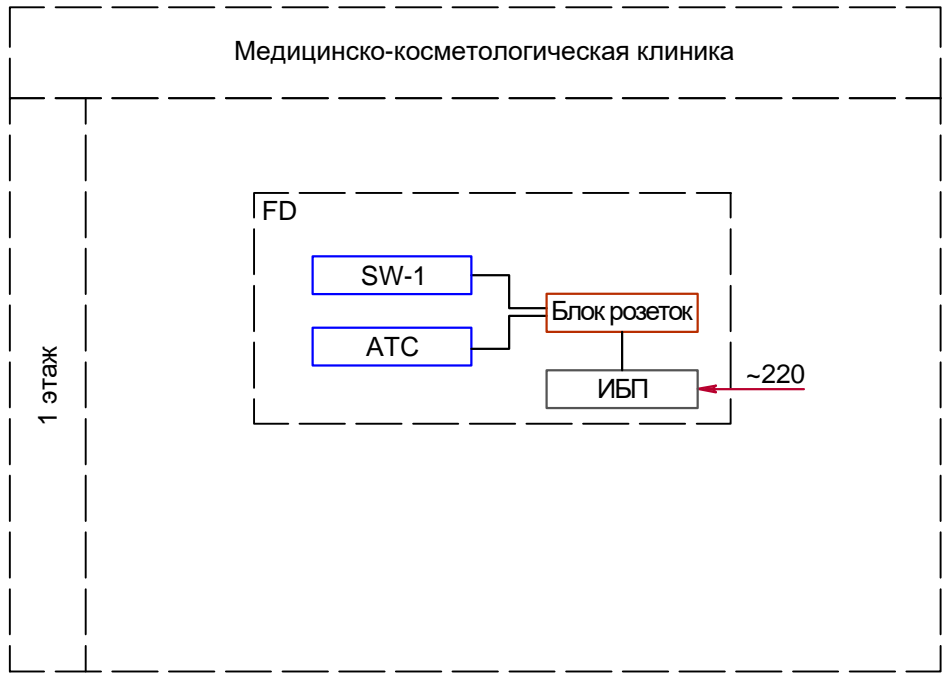 Медицинско-косметологическая клиника
1 этаж
FD
SW-1
АТС
Блок розеток
ИБП
~220